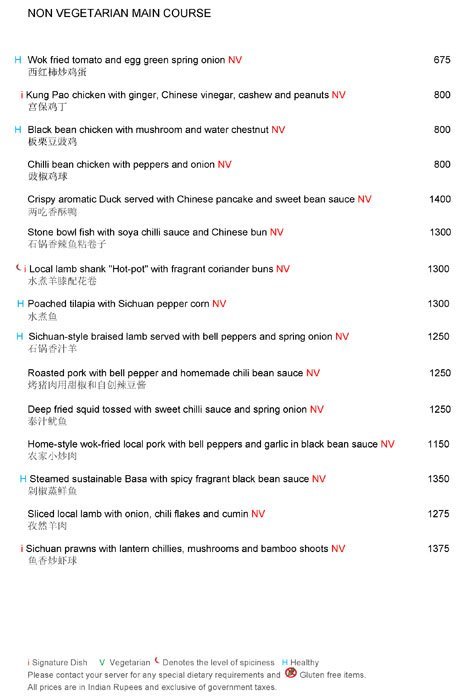 NON VEGETARIAN MAIN COURSE
H Wok fried tomato and egg green spring onion NV 675
西红柿炒鸡蛋
i Kung Pao chicken with ginger, Chinese vinegar, cashew and peanuts NV 800
宫保鸡丁
H Black bean chicken with mushroom and water chestnut NV 800
板栗豆豉鸡
Chilli bean chicken with peppers and onion NV 800
豉椒鸡球
Crispy aromatic Duck served with Chinese pancake and sweet bean sauce NV 1400
两吃香酥鸭
Stone bowl fish with soya chilli sauce and Chinese bun NV 1300
石锅香辣鱼粘卷子
i Local lamb shank "Hot-pot" with fragrant coriander buns NV 1300
水煮羊膝配花卷
H Poached tilapia with Sichuan pepper corn NV 1300
水煮鱼
H Sichuan-style braised lamb served with bell peppers and spring onion NV 1250
石锅香汁羊
Roasted pork with bell pepper and homemade chili bean sauce NV 1250
烤猪肉用甜椒和自创辣豆酱
Deep fried squid tossed with sweet chilli sauce and spring onion NV 1250
泰汁鱿鱼
Home-style wok-fried local pork with bell peppers and garlic in black bean sauce NV 1150
农家小炒肉
H Steamed sustainable Basa with spicy fragrant black bean sauce NV 1350
剁椒蒸鲜鱼
Sliced local lamb with onion, chili flakes and cumin NV 1275
孜然羊肉
i Sichuan prawns with lantern chillies, mushrooms and bamboo shoots NV 1375
鱼香炒虾球
i Signature Dish V Vegetarian Denotes the level of spiciness H Healthy
Please contact your server for any special dietary requirements and Gluten free items.
All prices are in Indian Rupees and exclusive of government taxes.